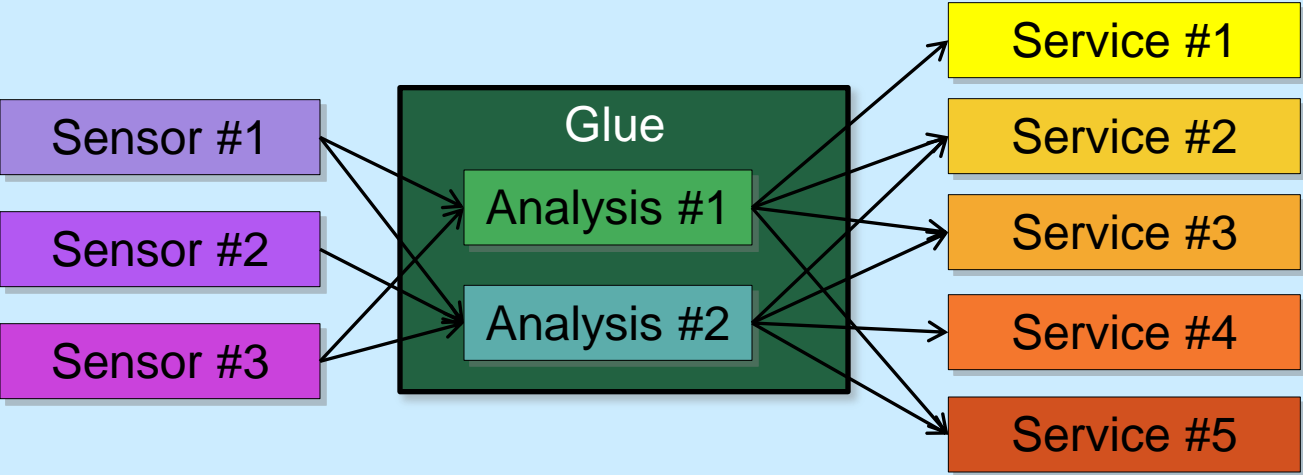 Sensor #1
Sensor #2
Sensor #3
Glue
Analysis #1
Analysis #2
Service #1
Service #2
Service #3
Service #4
Service #5